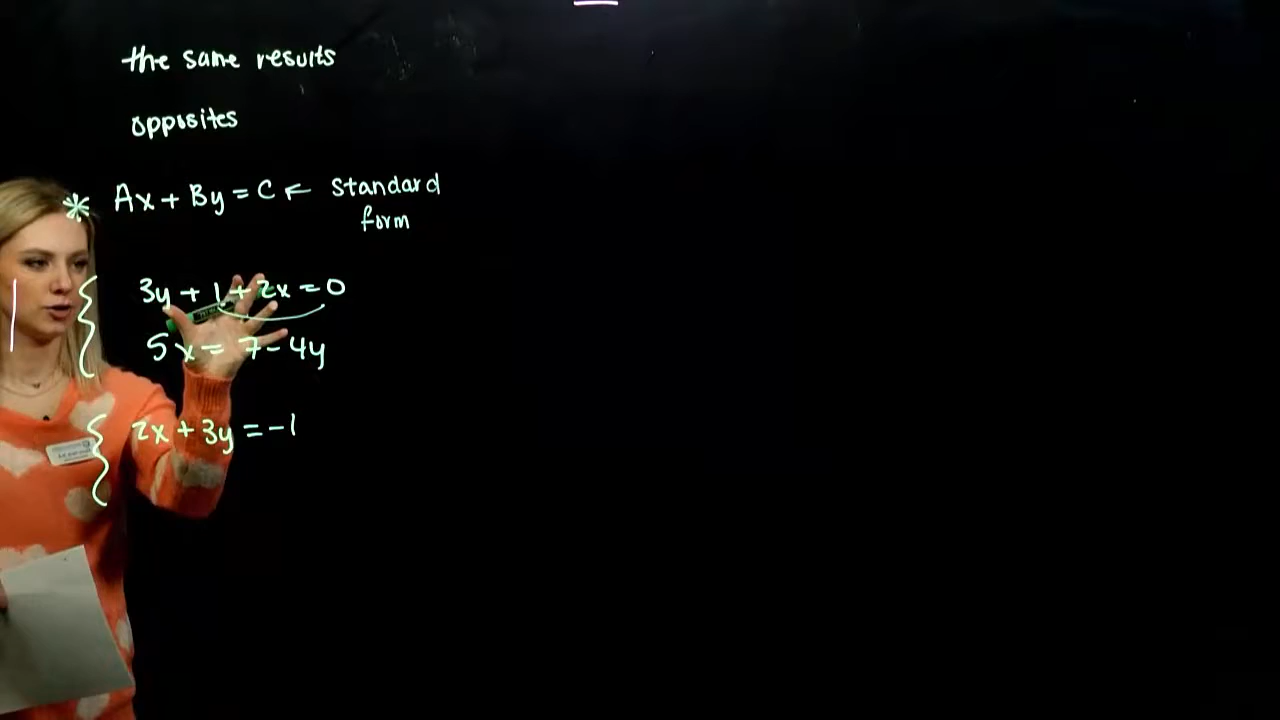 the same results
opposites
* Ax + By = C ← standard
form
3y + 1 + 2x = 0
5x = 7 - 4y
2x + 3y = -1